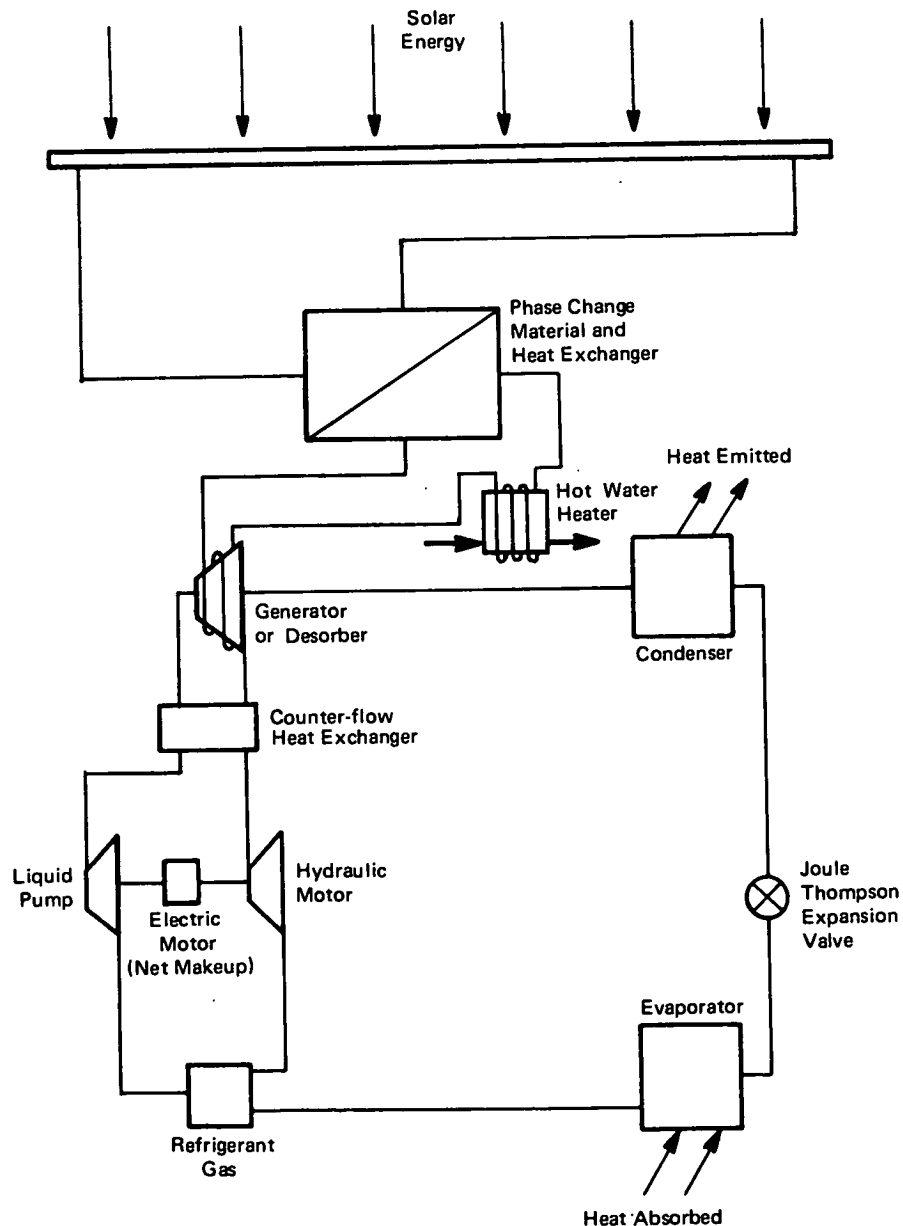 Solar
Energy
Phase Change
Material and
Heat Exchanger
Heat Emitted
Hot Water
Heater
Generator
or Desorber
Condenser
Counter-flow
Heat Exchanger
Liquid
Pump
Hydraulic
Motor
Electric
Motor
(Net Makeup)
Joule
Thompson
Expansion
Valve
Evaporator
Refrigerant
Gas
Heat Absorbed